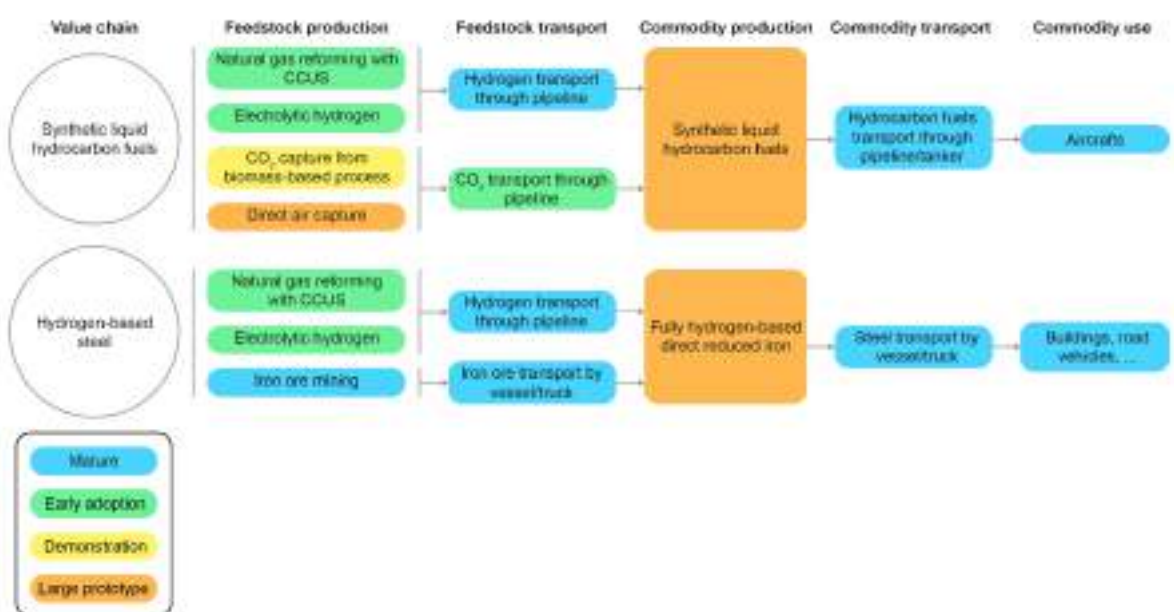 Value chain
Feedstock production
Feedstock transport
Commodity production
Commodity transport
Commodity use
Synthetic liquid
hydrocarbon fuels
Natural gas reforming with
CCUS
Electrolytic hydrogen
CO₂ capture from
biomass-based process
Direct air capture
Hydrogen transport
through pipeline
CO₂ transport through
pipeline
Synthetic liquid
hydrocarbon fuels
Hydrocarbon fuels
transport through
pipeline/tanker
Aircrafts
Hydrogen-based
steel
Natural gas reforming
with CCUS
Electrolytic hydrogen
Iron ore mining
Hydrogen transport
through pipeline
Iron ore transport by
vessel/truck
Fully hydrogen-based
direct reduced iron
Steel transport by
vessel/truck
Buildings, road
vehicles, ...
Mature
Early adoption
Demonstration
Large prototype